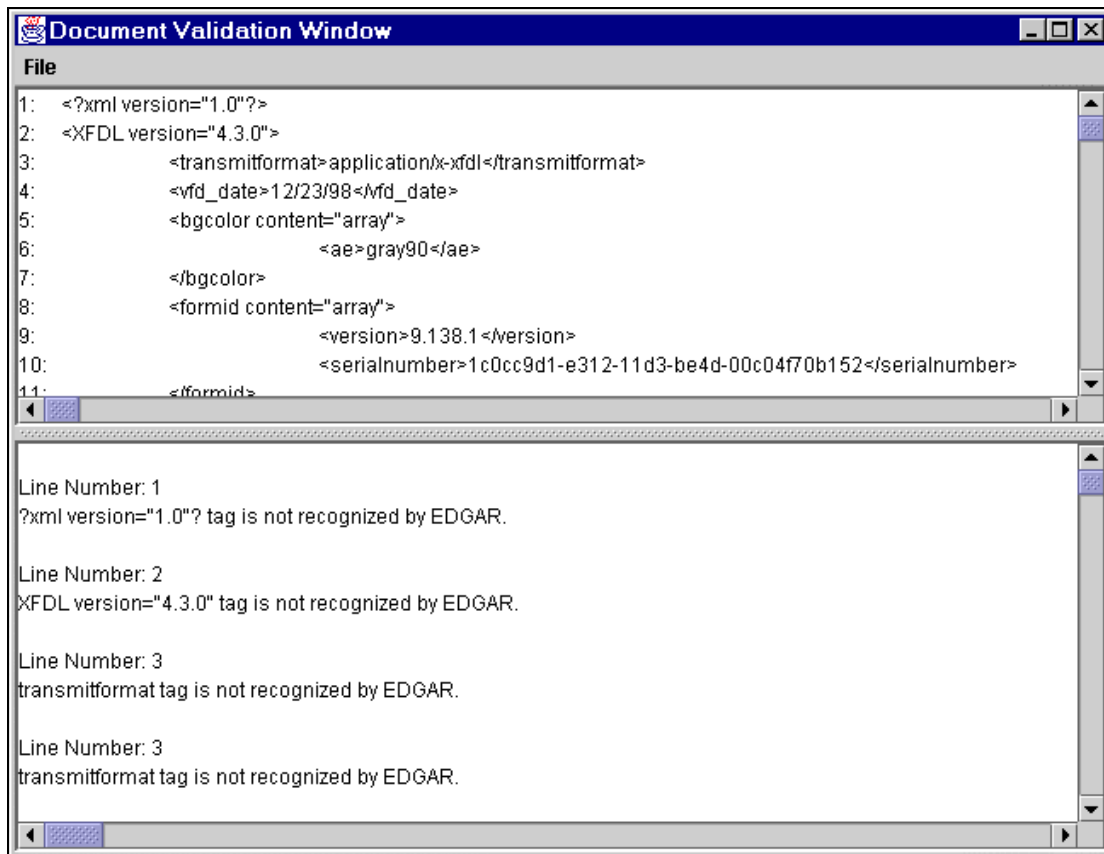 Document Validation Window
File
1: <?xml version="1.0"?>
2: <XFDL version="4.3.0">
3: <transmitformat>application/x-xfdl</transmitformat>
4: <vfd_date>12/23/98</vfd_date>
5: <bgcolor content="array">
6: <ae>gray90</ae>
7: </bgcolor>
8: <formid content="array">
9: <version>9.138.1</version>
10: <serialnumber>1c0cc9d1-e312-11d3-be4d-00c04f70b152</serialnumber>
11: </formid>
Line Number: 1
?xml version="1.0"? tag is not recognized by EDGAR.
Line Number: 2
XFDL version="4.3.0" tag is not recognized by EDGAR.
Line Number: 3
transmitformat tag is not recognized by EDGAR.
Line Number: 3
transmitformat tag is not recognized by EDGAR.